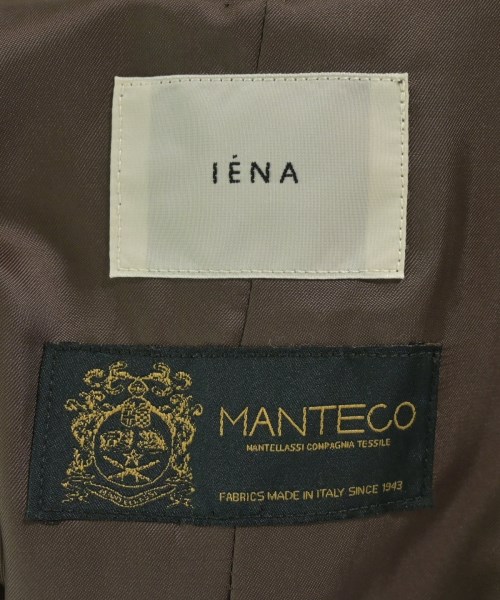 IÉNA
MANTECO
MANTELLASSI COMPAGNIA TESSILE
FABRICS MADE IN ITALY SINCE 1943